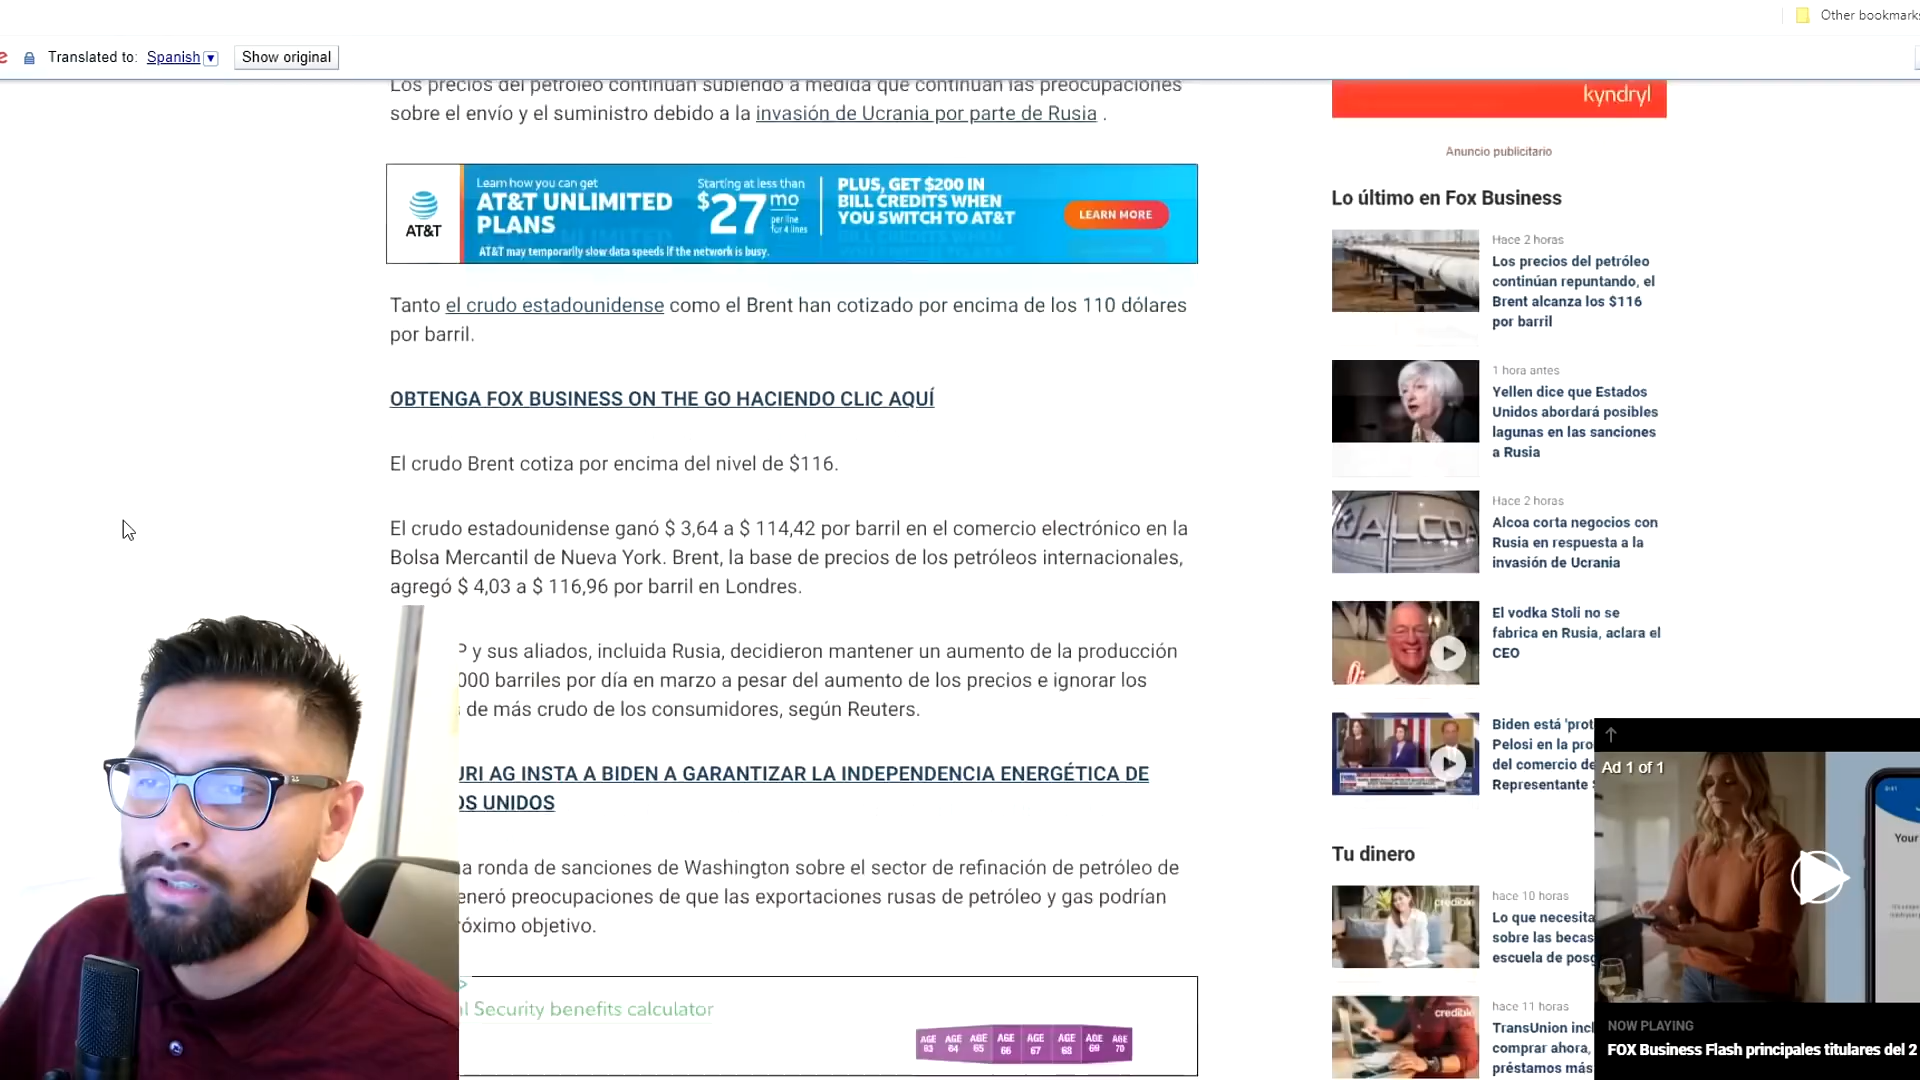 Other bookmarks
Translated to: Spanish ▼ Show original
Los precios del petróleo continúan subiendo a medida que continúan las preocupaciones
sobre el envío y el suministro debido a la invasión de Ucrania por parte de Rusia .
AT&T
Learn how you can get
AT&T UNLIMITED
PLANS
Starting at less than
$27 mo
per line
for 4 lines
PLUS, GET $200 IN
BILL CREDITS WHEN
YOU SWITCH TO AT&T
LEARN MORE
AT&T may temporarily slow data speeds if the network is busy.
Tanto el crudo estadounidense como el Brent han cotizado por encima de los 110 dólares
por barril.
OBTENGA FOX BUSINESS ON THE GO HACIENDO CLIC AQUÍ
El crudo Brent cotiza por encima del nivel de $116.
El crudo estadounidense ganó $ 3,64 a $ 114,42 por barril en el comercio electrónico en la
Bolsa Mercantil de Nueva York. Brent, la base de precios de los petróleos internacionales,
agregó $ 4,03 a $ 116,96 por barril en Londres.
P y sus aliados, incluida Rusia, decidieron mantener un aumento de la producción
000 barriles por día en marzo a pesar del aumento de los precios e ignorar los
de más crudo de los consumidores, según Reuters.
URI AG INSTA A BIDEN A GARANTIZAR LA INDEPENDENCIA ENERGÉTICA DE
OS UNIDOS
a ronda de sanciones de Washington sobre el sector de refinación de petróleo de
eneró preocupaciones de que las exportaciones rusas de petróleo y gas podrían
róximo objetivo.
l Security benefits calculator
AGE 63 AGE 64 AGE 65 AGE 66 AGE 67 AGE 68 AGE 69 AGE 70
kyndryl
Anuncio publicitario
Lo último en Fox Business
Hace 2 horas
Los precios del petróleo
continúan repuntando, el
Brent alcanza los $116
por barril
1 hora antes
Yellen dice que Estados
Unidos abordará posibles
lagunas en las sanciones
a Rusia
ALCOA
Hace 2 horas
Alcoa corta negocios con
Rusia en respuesta a la
invasión de Ucrania
El vodka Stoli no se
fabrica en Rusia, aclara el
CEO
Biden está 'prot
Pelosi en la pro
del comercio de
Representante
Tu dinero
credible
hace 10 horas
Lo que necesita
sobre las becas
escuela de posg
credible
hace 11 horas
TransUnion incl
comprar ahora,
préstamos más
Ad 1 of 1
Your
NOW PLAYING
FOX Business Flash principales titulares del 2